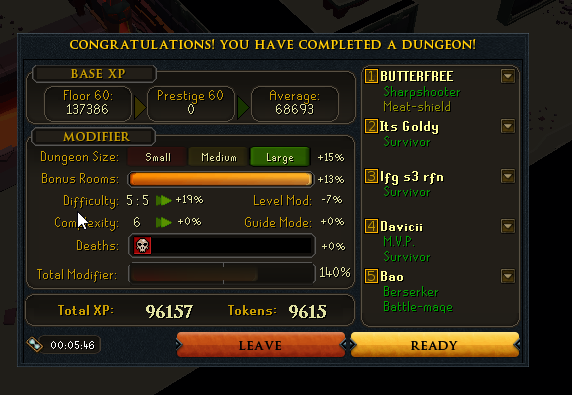 CONGRATULATIONS! YOU HAVE COMPLETED A DUNGEON!
BASE XP
Floor 60: 137386
Prestige 60 0
Average: 68693
MODIFIER
Dungeon Size: Small Medium Large +15%
Bonus Rooms: +13%
Difficulty: 5 : 5 +19% Level Mod: -7%
Complexity: 6 +0% Guide Mode: +0%
Deaths: +0%
Total Modifier: 140%
Total XP: 96157 Tokens: 9615
00:05:46
LEAVE
READY
1 BUTTERFREE
Sharpshooter
Meat-shield
2 Its Goldy
Survivor
3 lfg s3 rfn
Survivor
4 Davicii
M.V.P.
Survivor
5 Bao
Berserker
Battle-mage